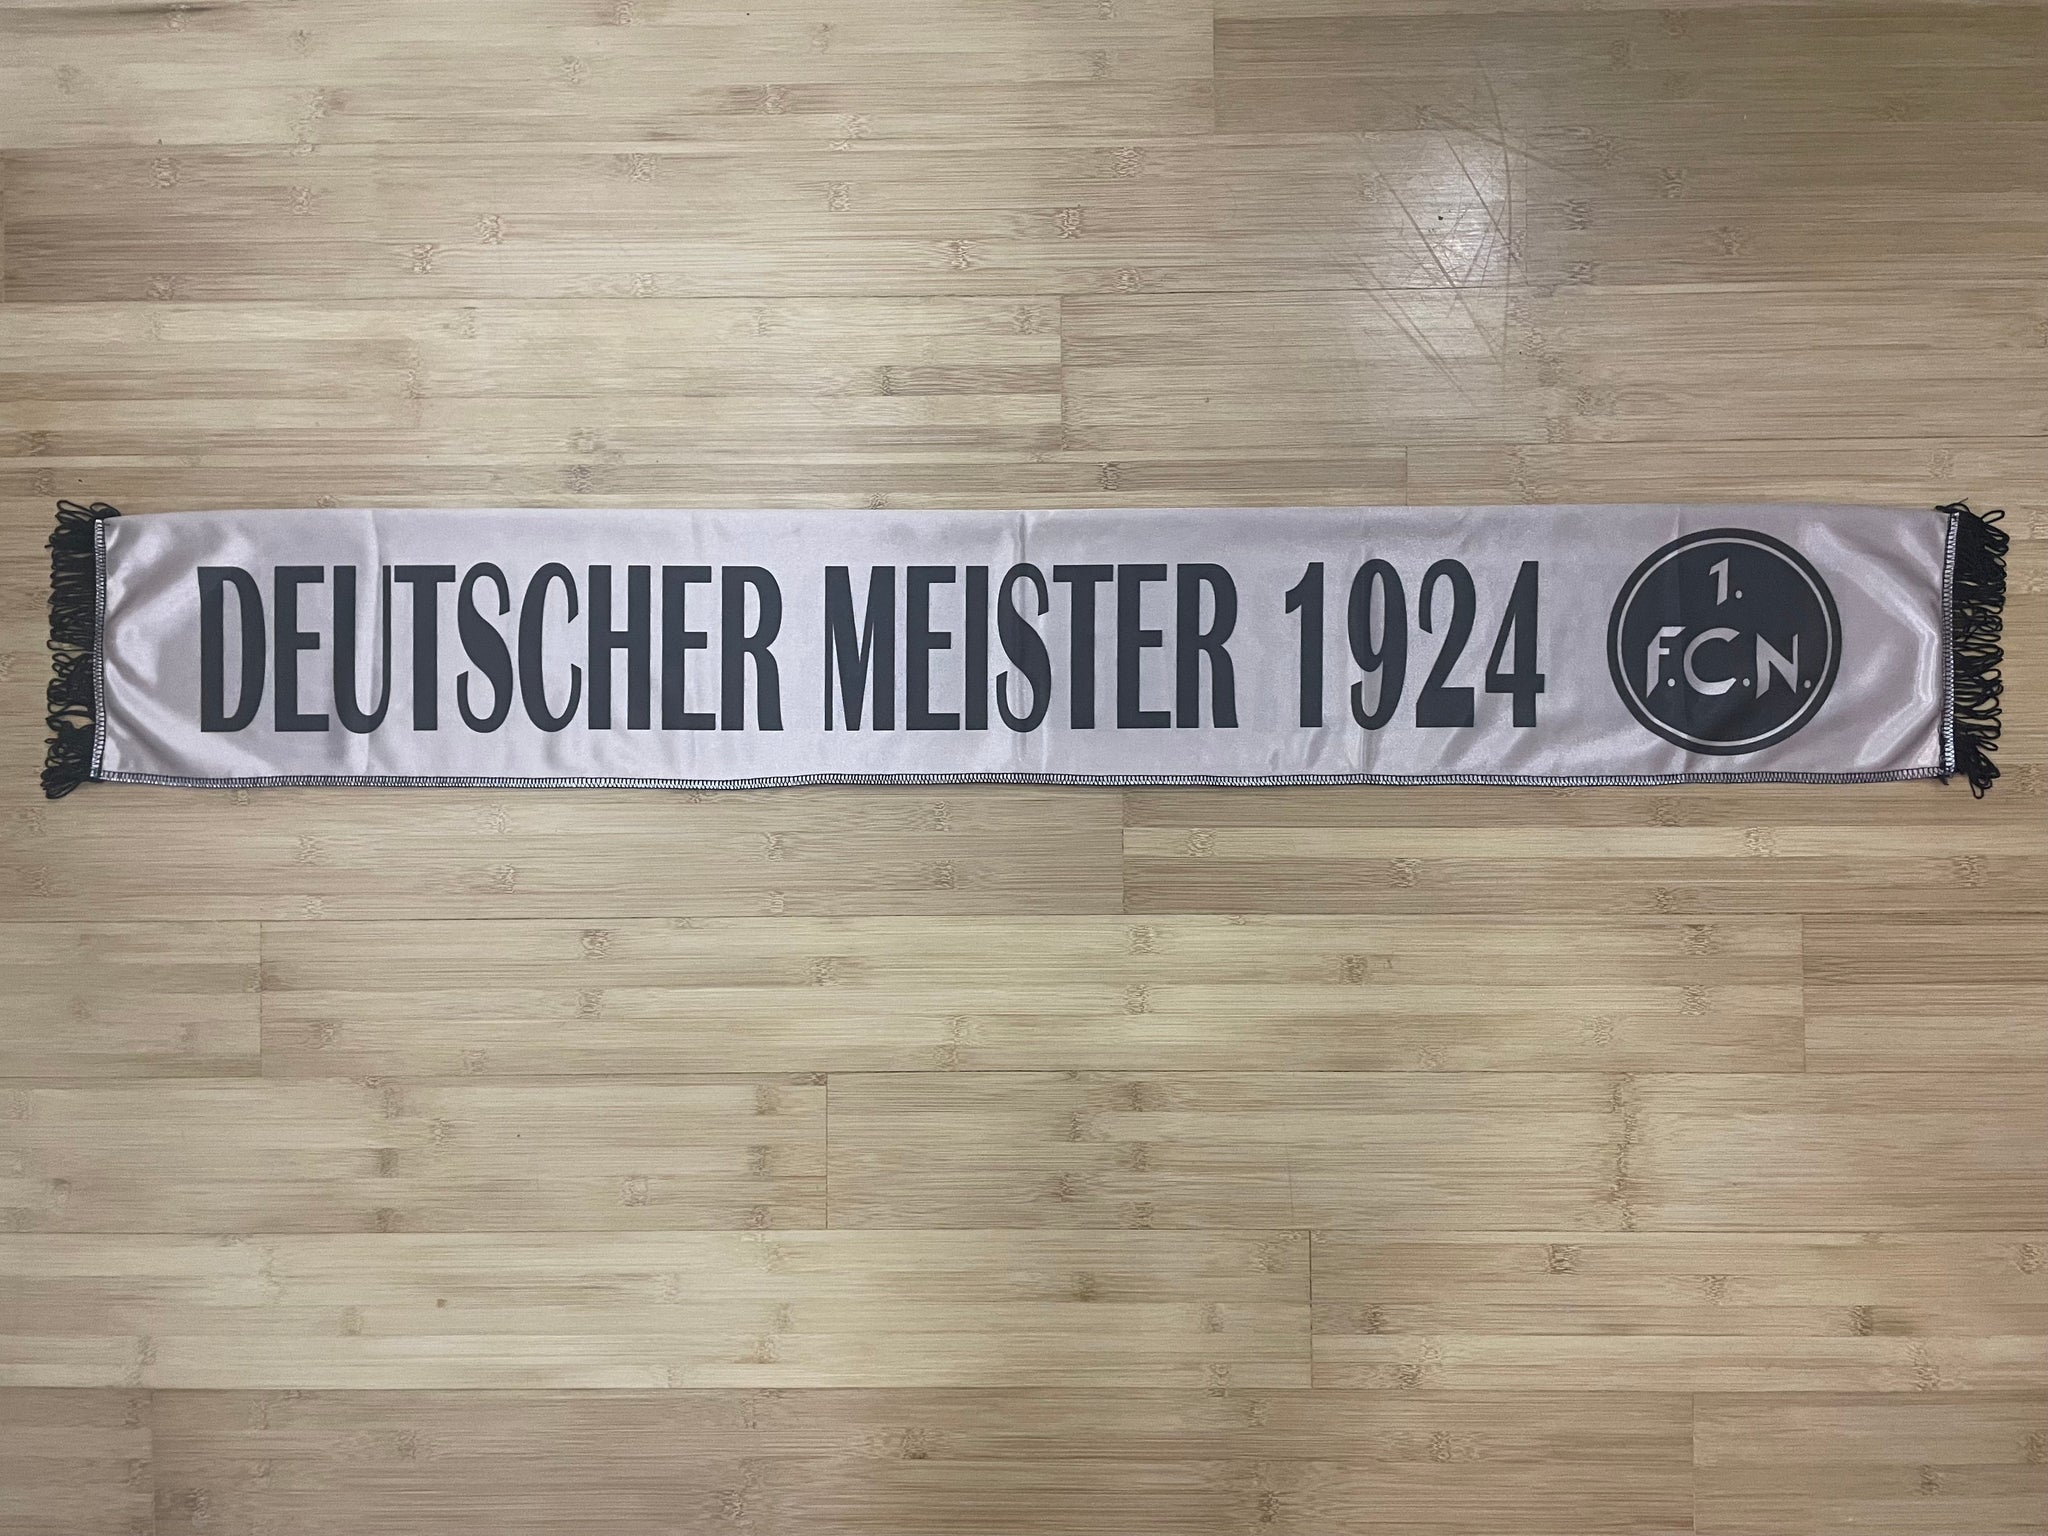 DEUTSCHER MEISTER 1924
1.
F.C.N.